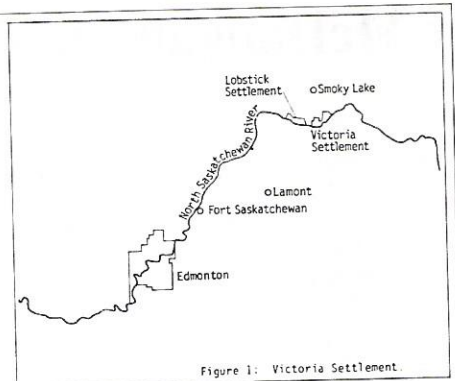 Lobstick
Settlement
Smoky Lake
Victoria
Settlement
North Saskatchewan River
Lamont
Fort Saskatchewan
Edmonton
Figure 1: Victoria Settlement.